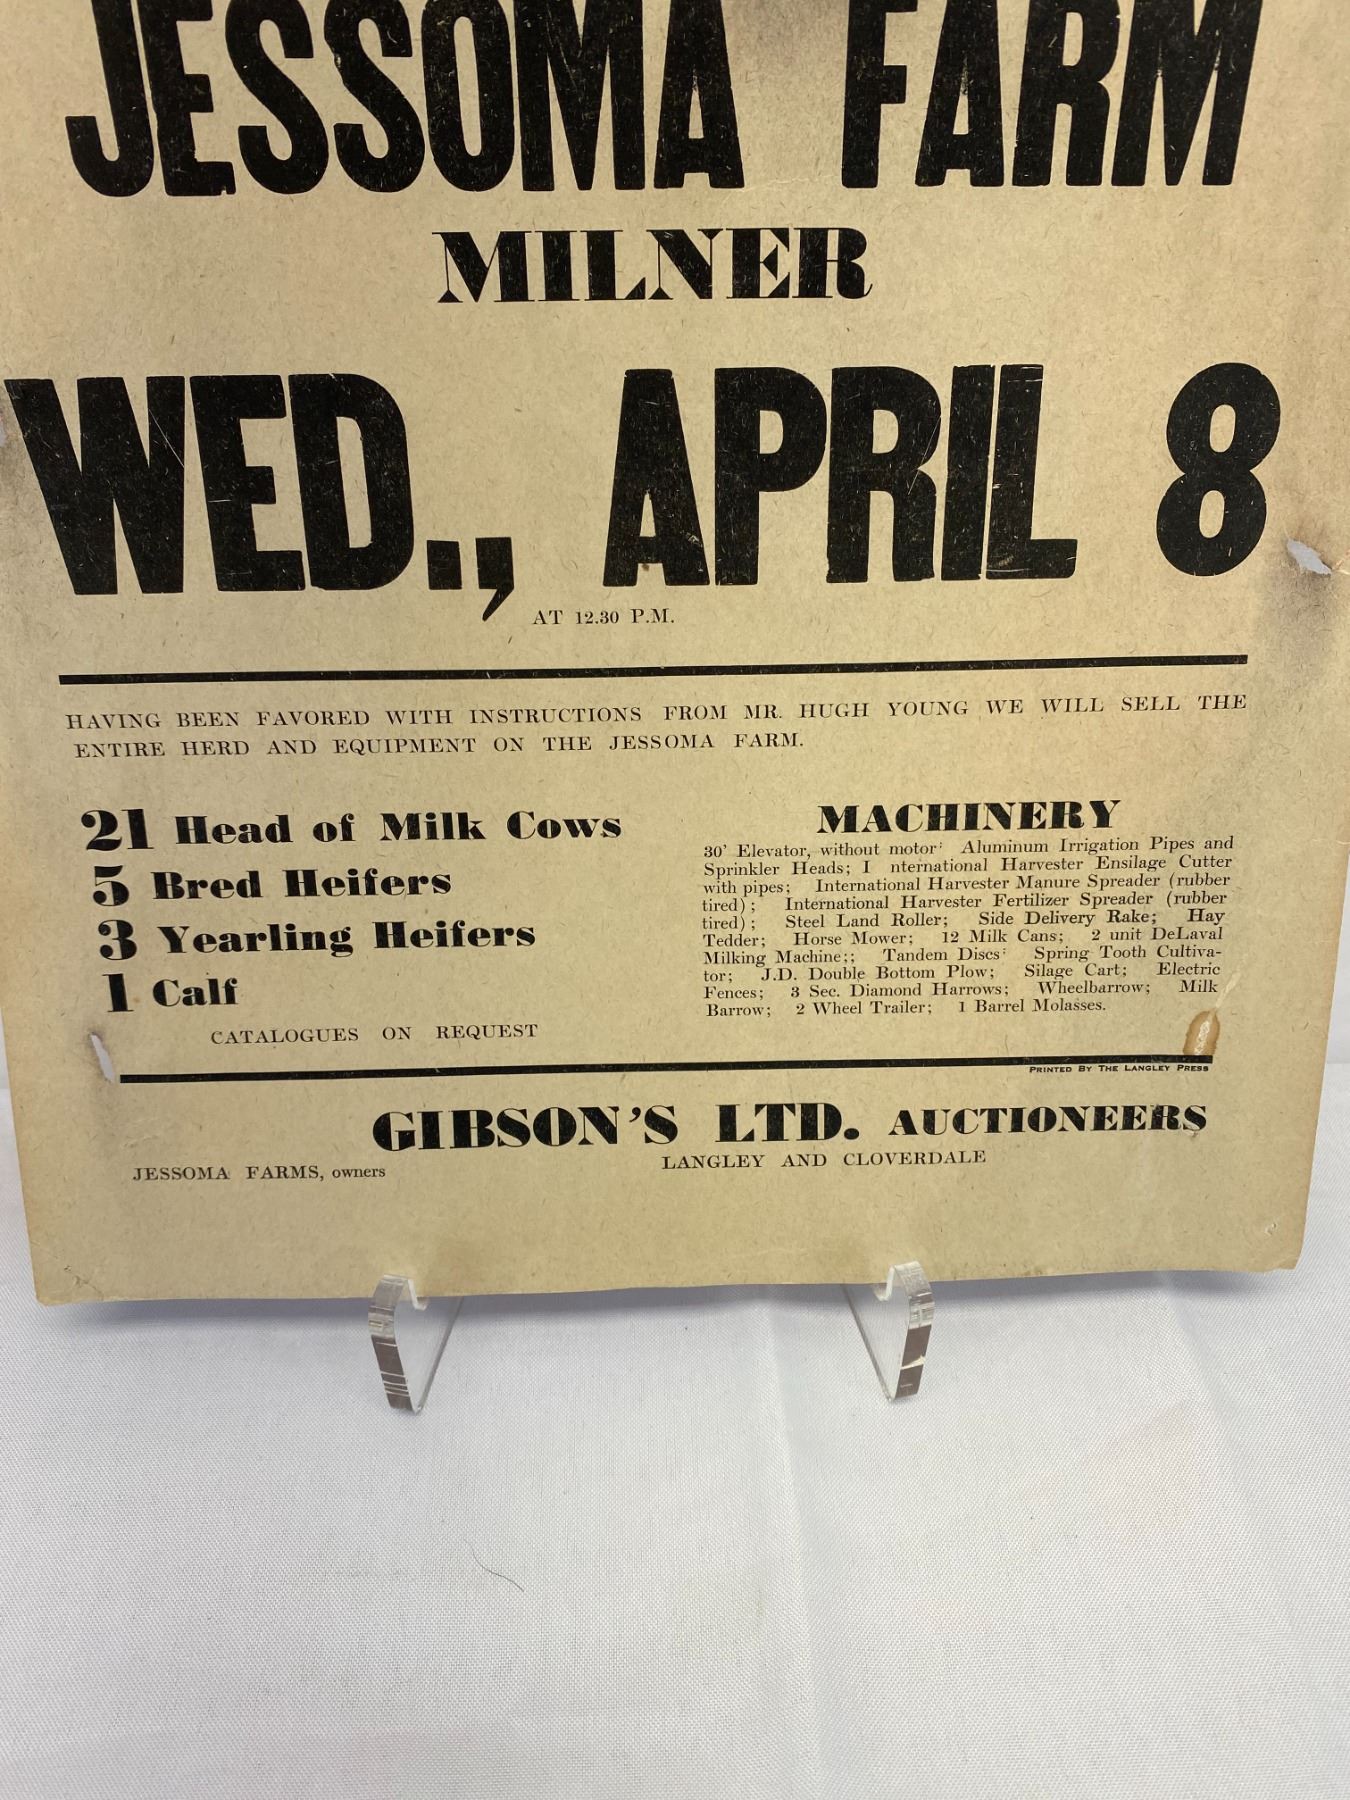 JESSOMA FARM
MILNER
WED., APRIL 8
AT 12.30 P.M.
HAVING BEEN FAVORED WITH INSTRUCTIONS FROM MR. HUGH YOUNG WE WILL SELL THE
ENTIRE HERD AND EQUIPMENT ON THE JESSOMA FARM.
21 Head of Milk Cows
5 Bred Heifers
3 Yearling Heifers
1 Calf
CATALOGUES ON REQUEST
MACHINERY
30' Elevator, without motor; Aluminum Irrigation Pipes and
Sprinkler Heads; I nternational Harvester Ensilage Cutter
with pipes; International Harvester Manure Spreader (rubber
tired); International Harvester Fertilizer Spreader (rubber
tired); Steel Land Roller; Side Delivery Rake; Hay
Tedder; Horse Mower; 12 Milk Cans; 2 unit DeLaval
Milking Machine;; Tandem Discs; Spring Tooth Cultiva-
tor; J.D. Double Bottom Plow; Silage Cart; Electric
Fences; 3 Sec. Diamond Harrows; Wheelbarrow; Milk
Barrow; 2 Wheel Trailer; 1 Barrel Molasses.
PRINTED BY THE LANGLEY PRESS
GIBSON'S LTD. AUCTIONEERS
JESSOMA FARMS, owners
LANGLEY AND CLOVERDALE